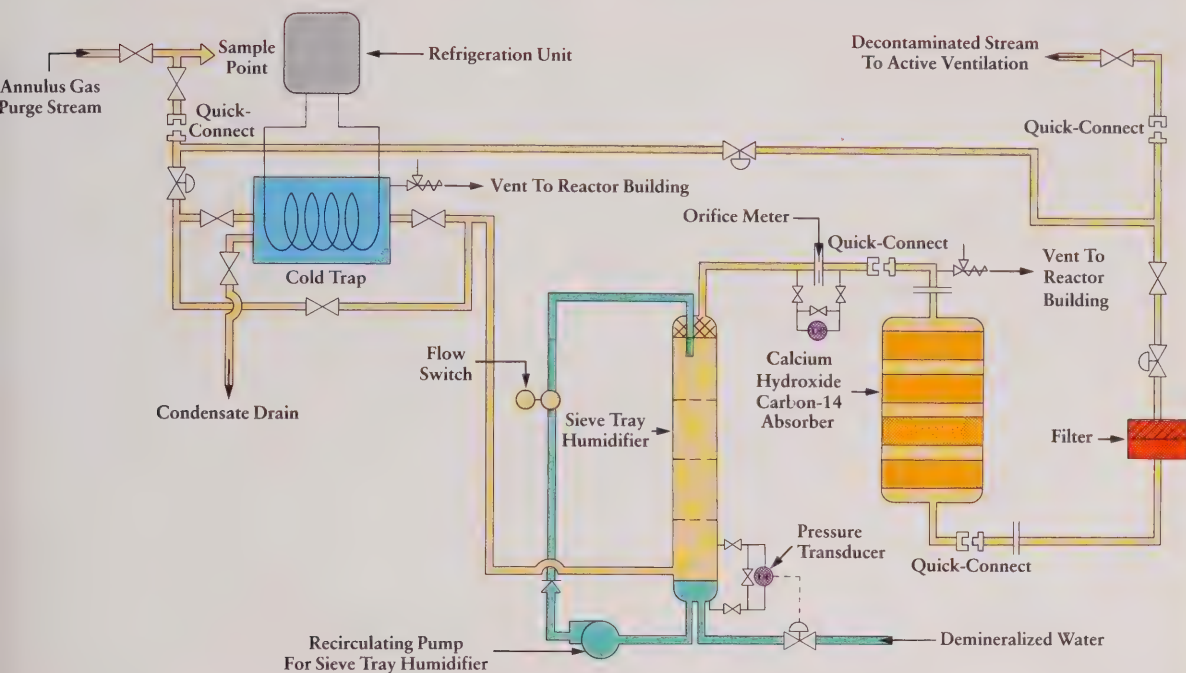 Annulus Gas
Purge Stream
Sample
Point
Refrigeration Unit
Decontaminated Stream
To Active Ventilation
Quick-
Connect
Quick-Connect
Vent To Reactor Building
Orifice Meter
Quick-Connect
Vent To
Reactor
Building
Cold Trap
DP
Flow
Switch
Calcium
Hydroxide
Carbon-14
Absorber
Condensate Drain
Sieve Tray
Humidifier
Filter
Pressure
Transducer
DP
Quick-Connect
Recirculating Pump
For Sieve Tray Humidifier
Demineralized Water